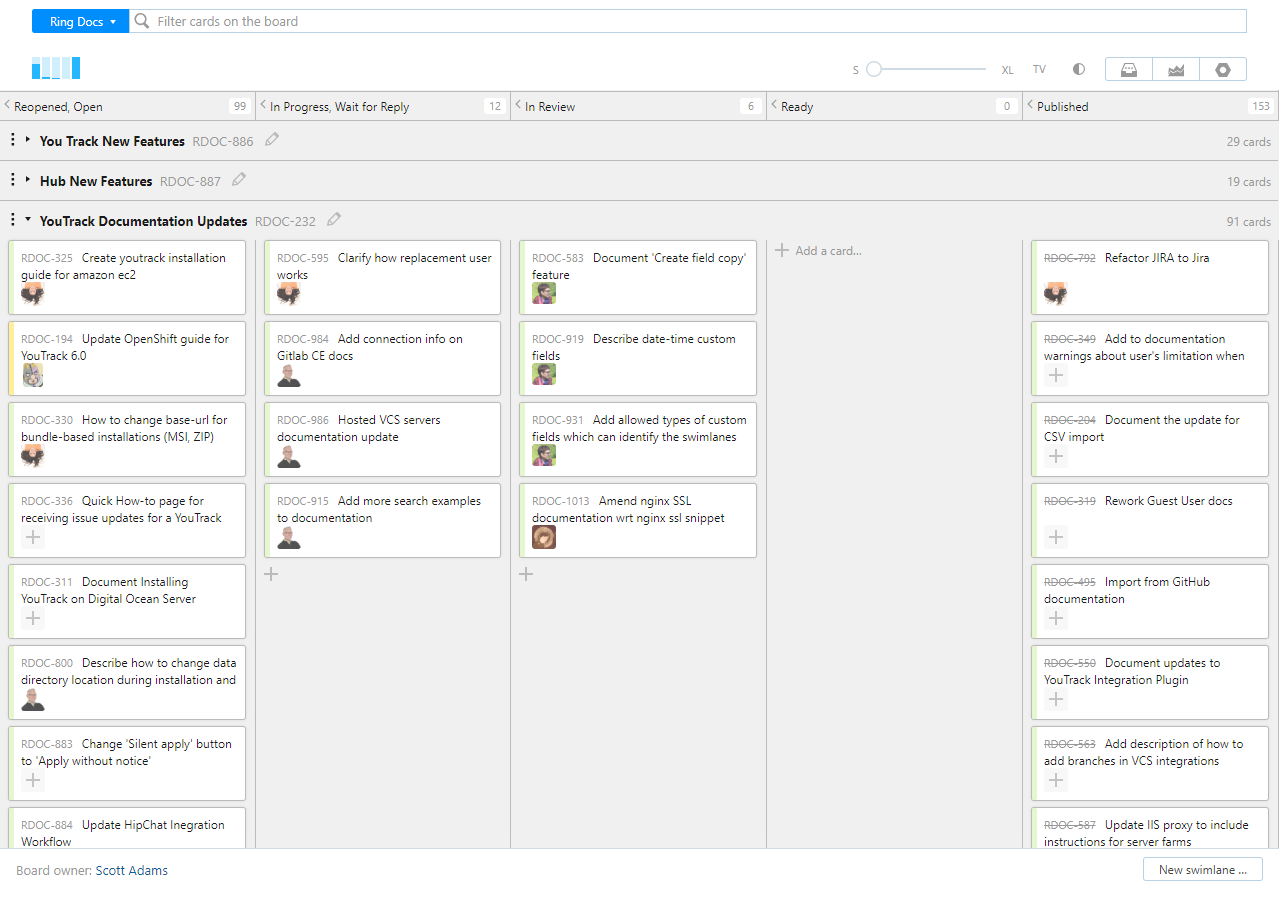 Ring Docs
Filter cards on the board
S
XL
TV
Reopened, Open
99
In Progress, Wait for Reply
12
In Review
6
Ready
0
Published
153
You Track New Features RDOC-886
29 cards
Hub New Features RDOC-887
19 cards
YouTrack Documentation Updates RDOC-232
91 cards
RDOC-325 Create youtrack installation
guide for amazon ec2
RDOC-194 Update OpenShift guide for
YouTrack 6.0
RDOC-330 How to change base-url for
bundle-based installations (MSI, ZIP)
RDOC-336 Quick How-to page for
receiving issue updates for a YouTrack
RDOC-311 Document Installing
YouTrack on Digital Ocean Server
RDOC-800 Describe how to change data
directory location during installation and
RDOC-883 Change 'Silent apply' button
to 'Apply without notice'
RDOC-884 Update HipChat Inegration
Workflow
RDOC-595 Clarify how replacement user
works
RDOC-984 Add connection info on
Gitlab CE docs
RDOC-986 Hosted VCS servers
documentation update
RDOC-915 Add more search examples
to documentation
RDOC-583 Document 'Create field copy'
feature
RDOC-919 Describe date-time custom
fields
RDOC-931 Add allowed types of custom
fields which can identify the swimlanes
RDOC-1013 Amend nginx SSL
documentation wrt nginx ssl snippet
Add a card...
RDOC-792 Refactor JIRA to Jira
RDOC-349 Add to documentation
warnings about user's limitation when
RDOC-204 Document the update for
CSV import
RDOC-319 Rework Guest User docs
RDOC-495 Import from GitHub
documentation
RDOC-550 Document updates to
YouTrack Integration Plugin
RDOC-563 Add description of how to
add branches in VCS integrations
RDOC-587 Update IIS proxy to include
instructions for server farms
Board owner: Scott Adams
New swimlane ...